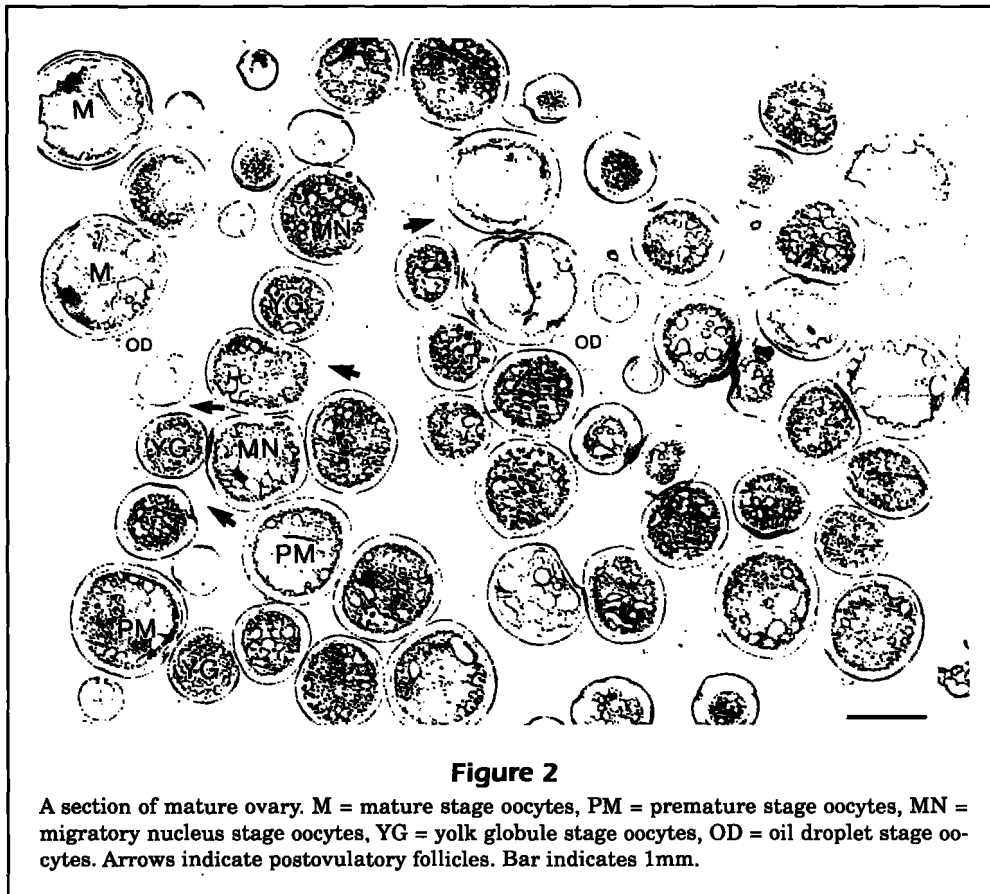 M
MN
M
YG
OD
OD
YG
MN
PM
PM
YG
Figure 2
A section of mature ovary. M = mature stage oocytes, PM = premature stage oocytes, MN =
migratory nucleus stage oocytes, YG = yolk globule stage oocytes, OD = oil droplet stage oo-
cytes. Arrows indicate postovulatory follicles. Bar indicates 1mm.